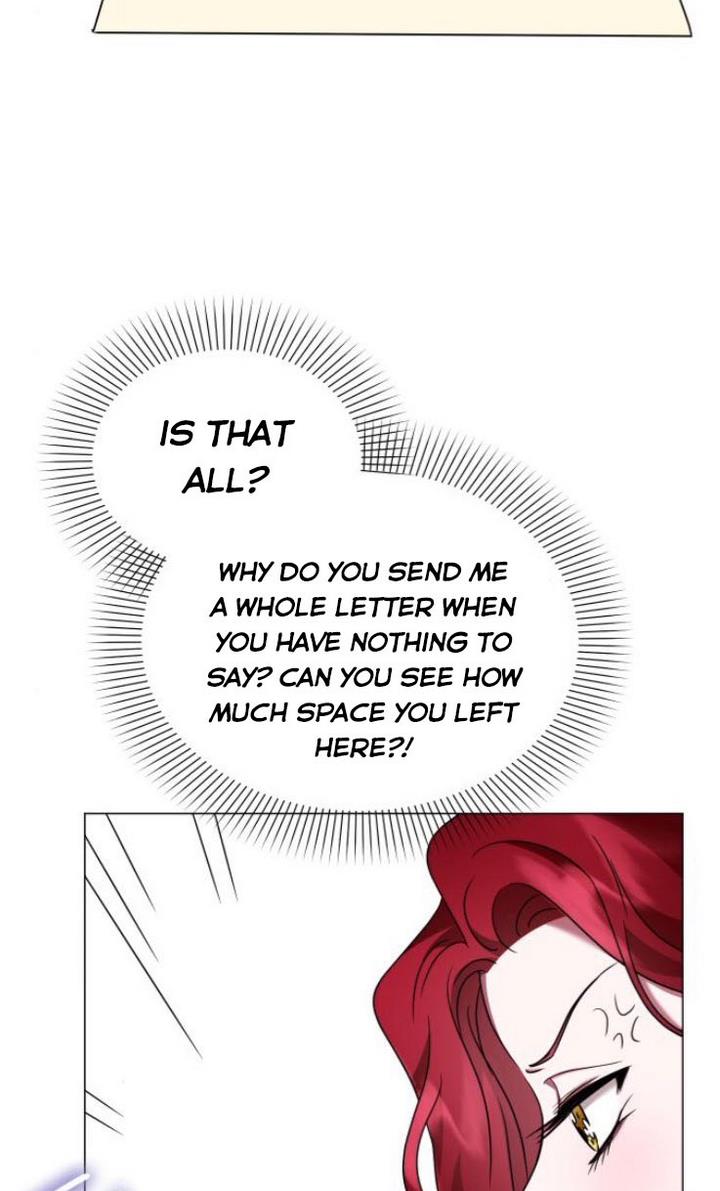 IS THAT
ALL?
WHY DO YOU SEND ME
A WHOLE LETTER WHEN
YOU HAVE NOTHING TO
SAY? CAN YOU SEE HOW
MUCH SPACE YOU LEFT
HERE?!